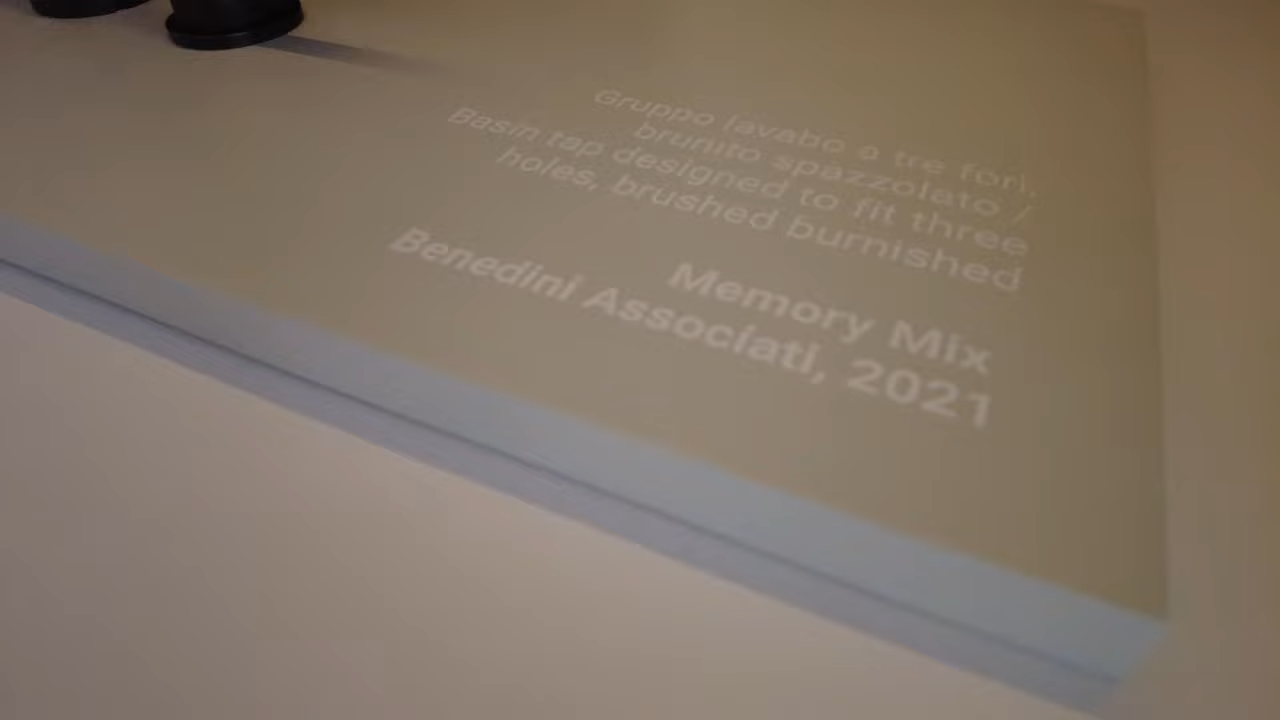 Gruppo lavabo a tre fori,
brunito spazzolato /
Basin tap designed to fit three
holes, brushed burnished
Memory Mix
Benedini Associati, 2021